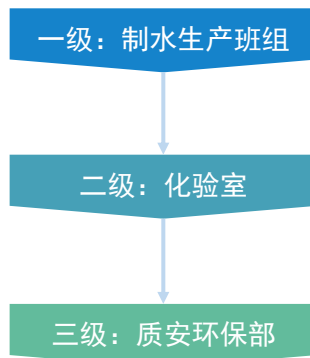 一级：制水生产班组
二级：化验室
三级：质安环保部